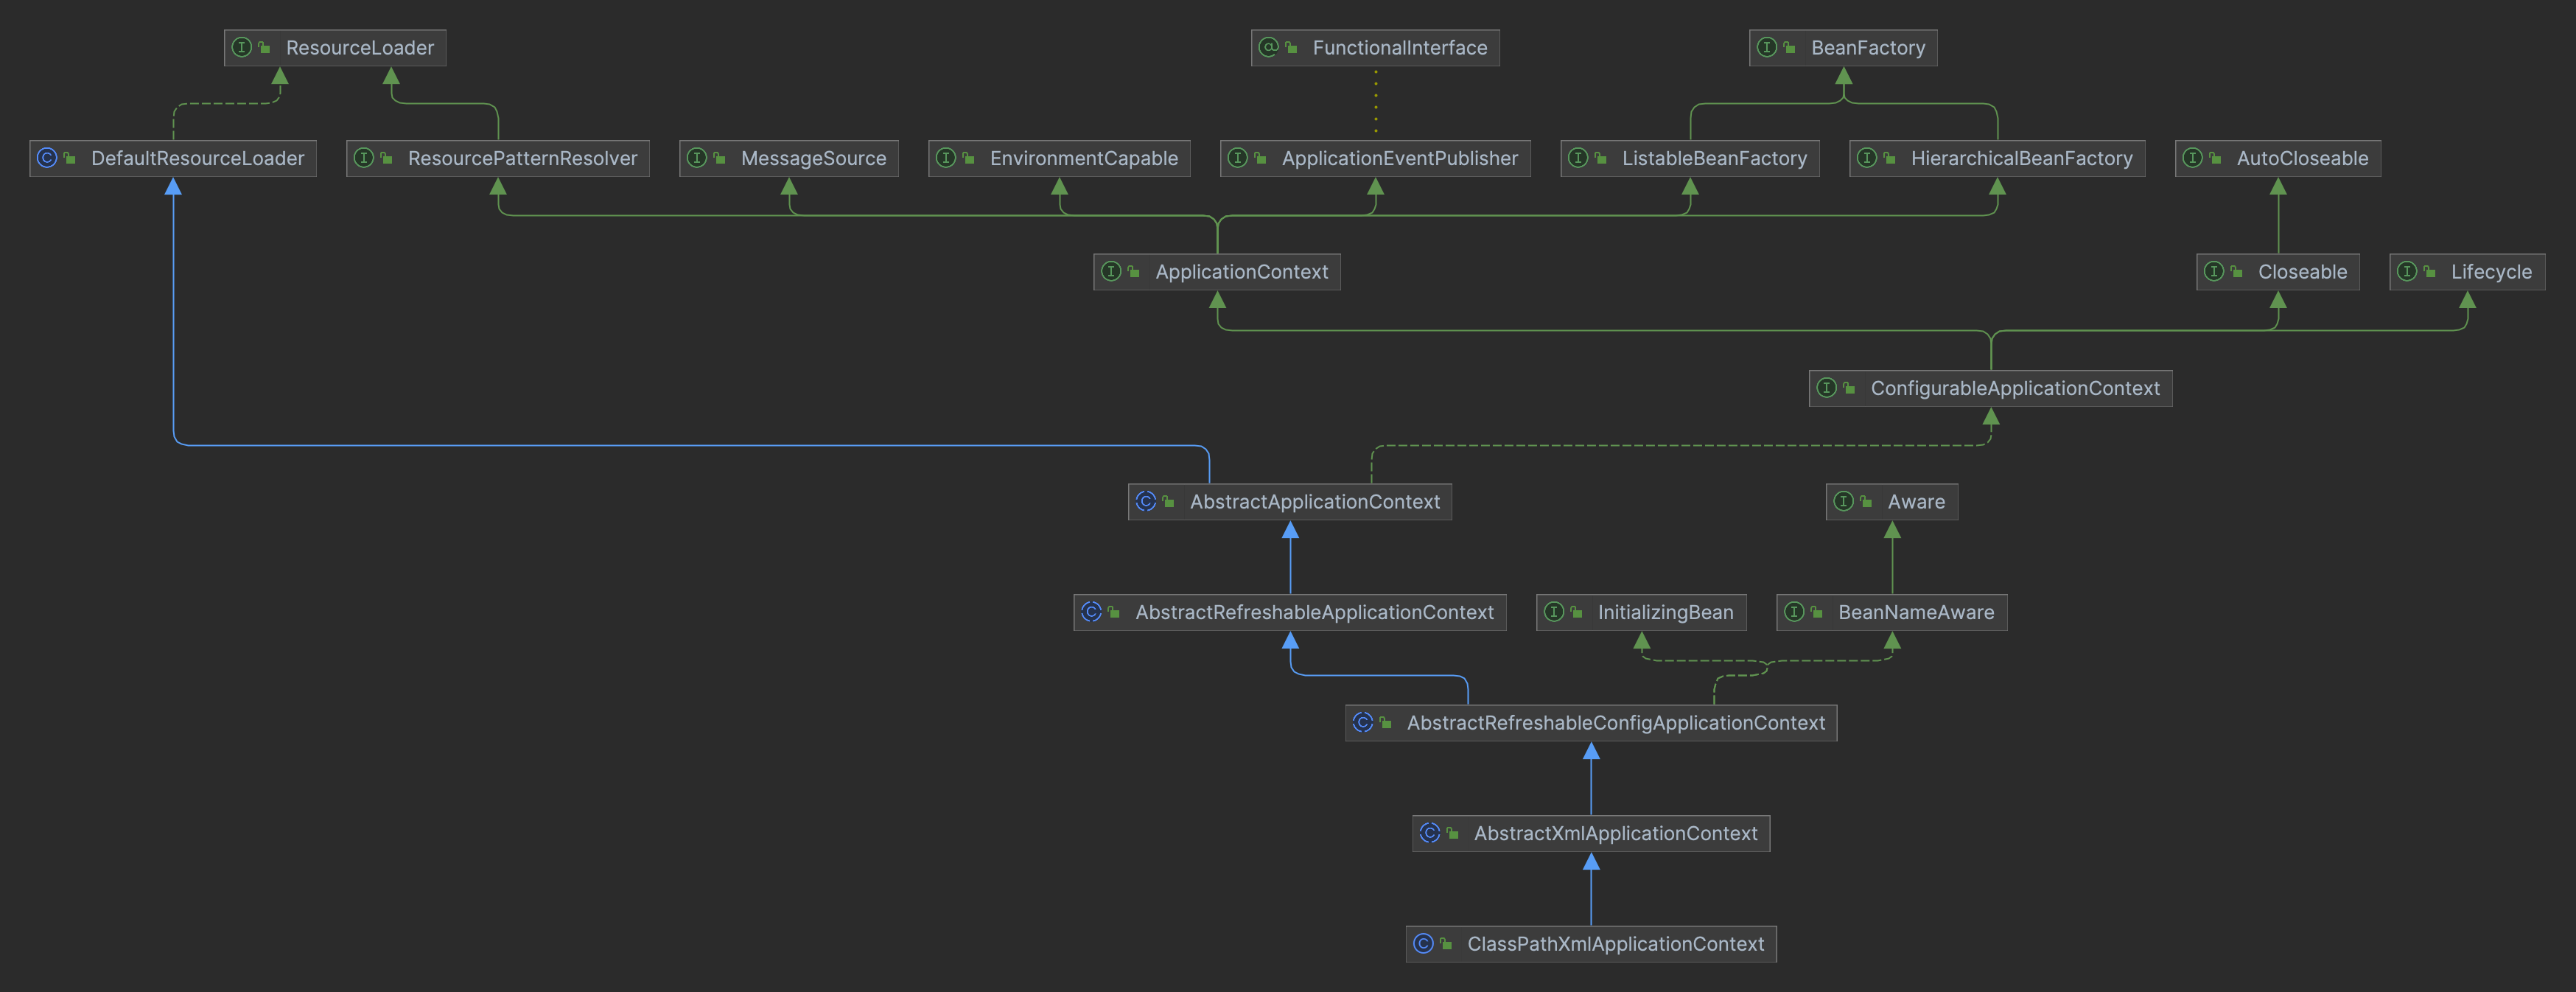 ResourceLoader
FunctionalInterface
BeanFactory
DefaultResourceLoader
ResourcePatternResolver
MessageSource
EnvironmentCapable
ApplicationEventPublisher
ListableBeanFactory
HierarchicalBeanFactory
AutoCloseable
ApplicationContext
Closeable
Lifecycle
ConfigurableApplicationContext
AbstractApplicationContext
Aware
AbstractRefreshableApplicationContext
InitializingBean
BeanNameAware
AbstractRefreshableConfigApplicationContext
AbstractXmlApplicationContext
ClassPathXmlApplicationContext